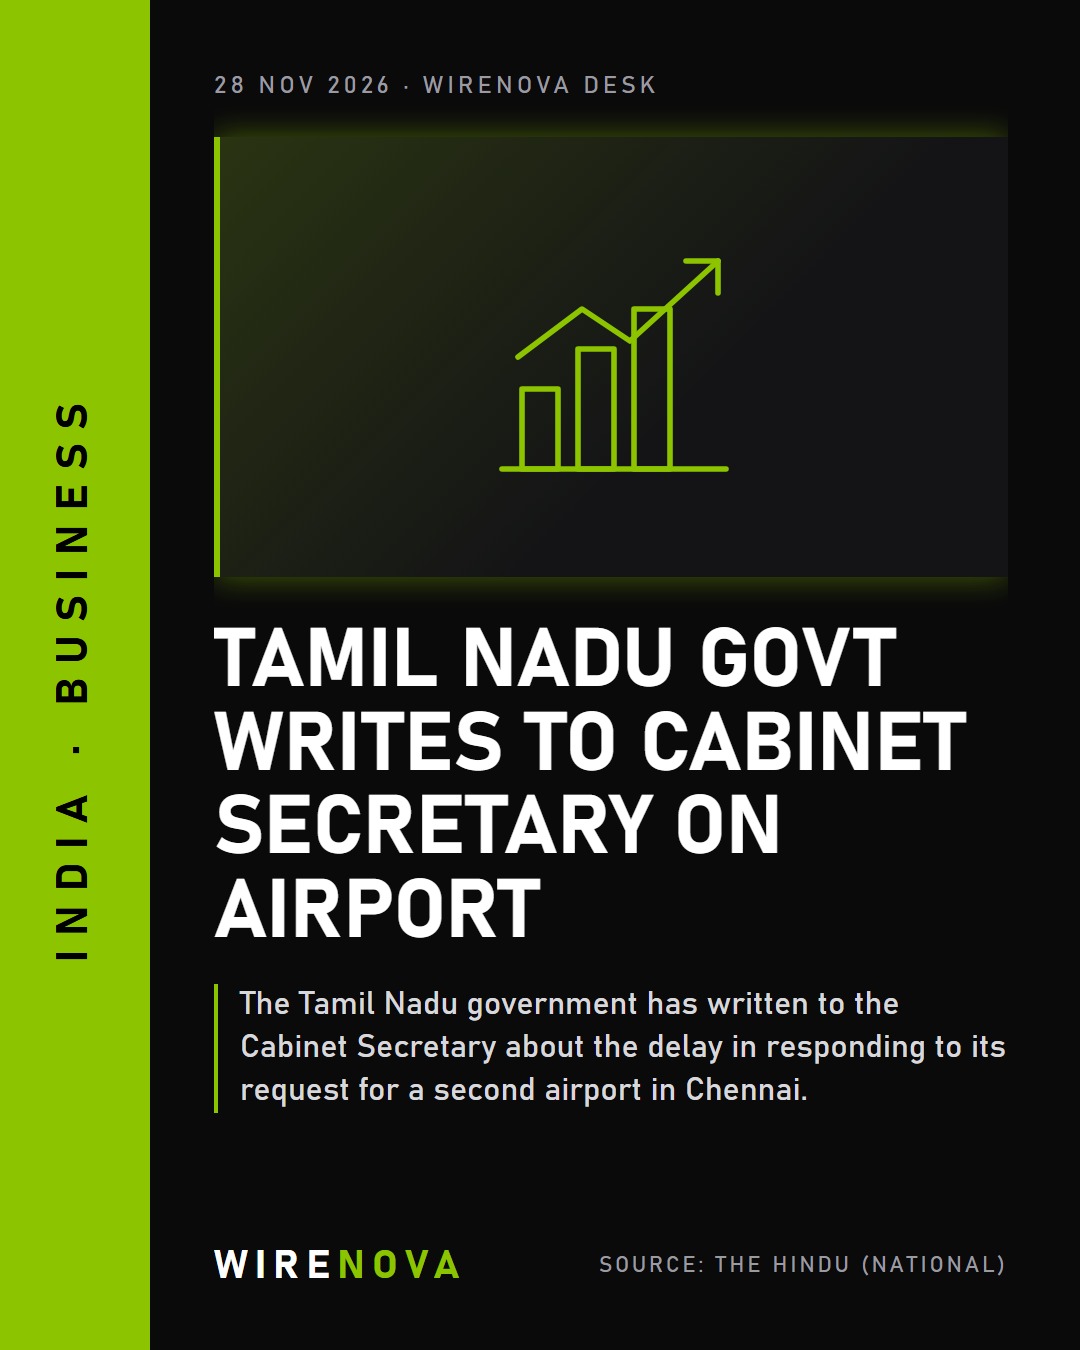 INDIA · BUSINESS
28 NOV 2026 · WIRENOVA DESK
TAMIL NADU GOVT
WRITES TO CABINET
SECRETARY ON
AIRPORT
The Tamil Nadu government has written to the
Cabinet Secretary about the delay in responding to its
request for a second airport in Chennai.
WIRENOVA
SOURCE: THE HINDU (NATIONAL)